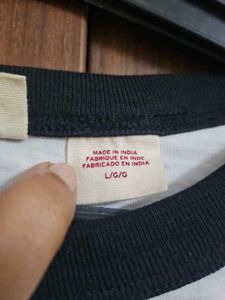 MADE IN INDIA
FABRIQUE EN INDE
FABRICADO EN INDIA
L/G/G